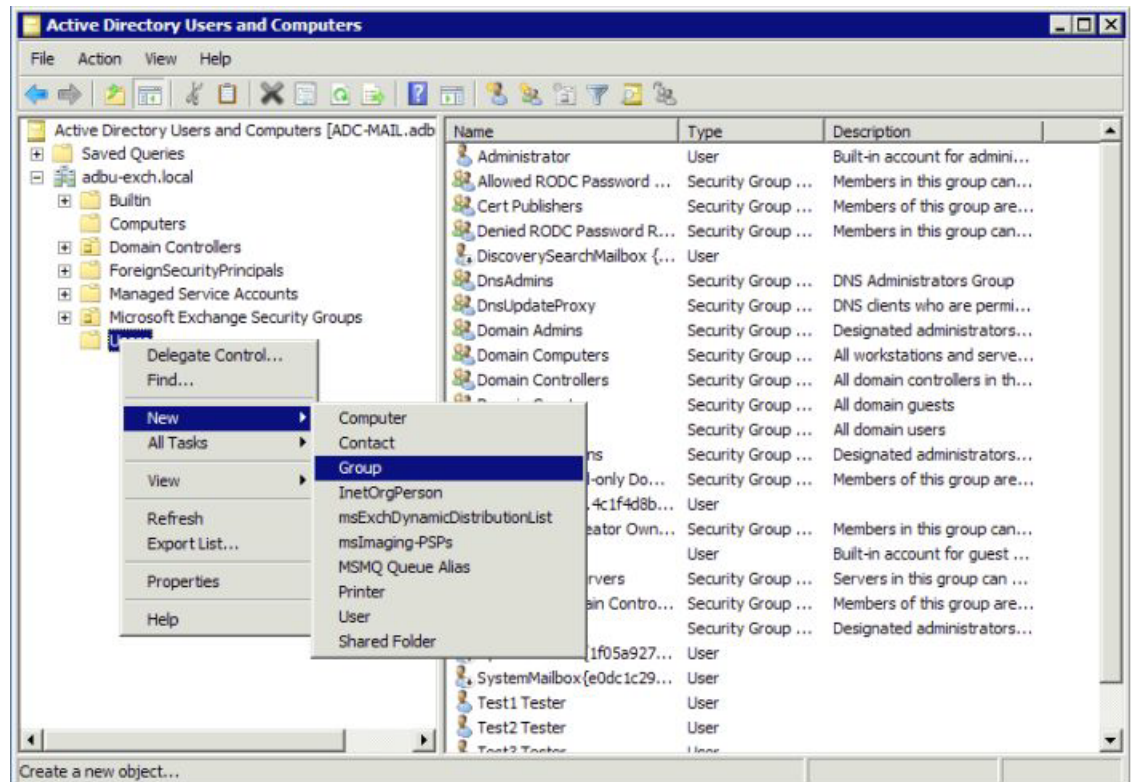 Active Directory Users and Computers
File Action View Help
Active Directory Users and Computers [ADC-MAIL.adb
Saved Queries
adbu-exch.local
Builtin
Computers
Domain Controllers
ForeignSecurityPrincipals
Managed Service Accounts
Microsoft Exchange Security Groups
Delegate Control...
Find...
New
All Tasks
View
Refresh
Export List...
Properties
Help
Computer
Contact
Group
InetOrgPerson
msExchDynamicDistributionList
msImaging-PSPs
MSMQ Queue Alias
Printer
User
Shared Folder
Name Type Description
Administrator User Built-in account for admini...
Allowed RODC Password ... Security Group ... Members in this group can...
Cert Publishers Security Group ... Members of this group are...
Denied RODC Password R... Security Group ... Members in this group can...
DiscoverySearchMailbox {... User
DnsAdmins Security Group ... DNS Administrators Group
DnsUpdateProxy Security Group ... DNS clients who are permi...
Domain Admins Security Group ... Designated administrators...
Domain Computers Security Group ... All workstations and serve...
Domain Controllers Security Group ... All domain controllers in th...
Security Group ... All domain guests
Security Group ... All domain users
ns Security Group ... Designated administrators...
l-only Do... Security Group ... Members of this group are...
.4c1f4d8b... User
eator Own... Security Group ... Members in this group can...
User Built-in account for guest ...
rvers Security Group ... Servers in this group can ...
ain Contro... Security Group ... Members of this group are...
Security Group ... Designated administrators...
{1f05a927... User
SystemMailbox{e0dc1c29... User
Test1 Tester User
Test2 Tester User
Test3 Tester User
Create a new object...